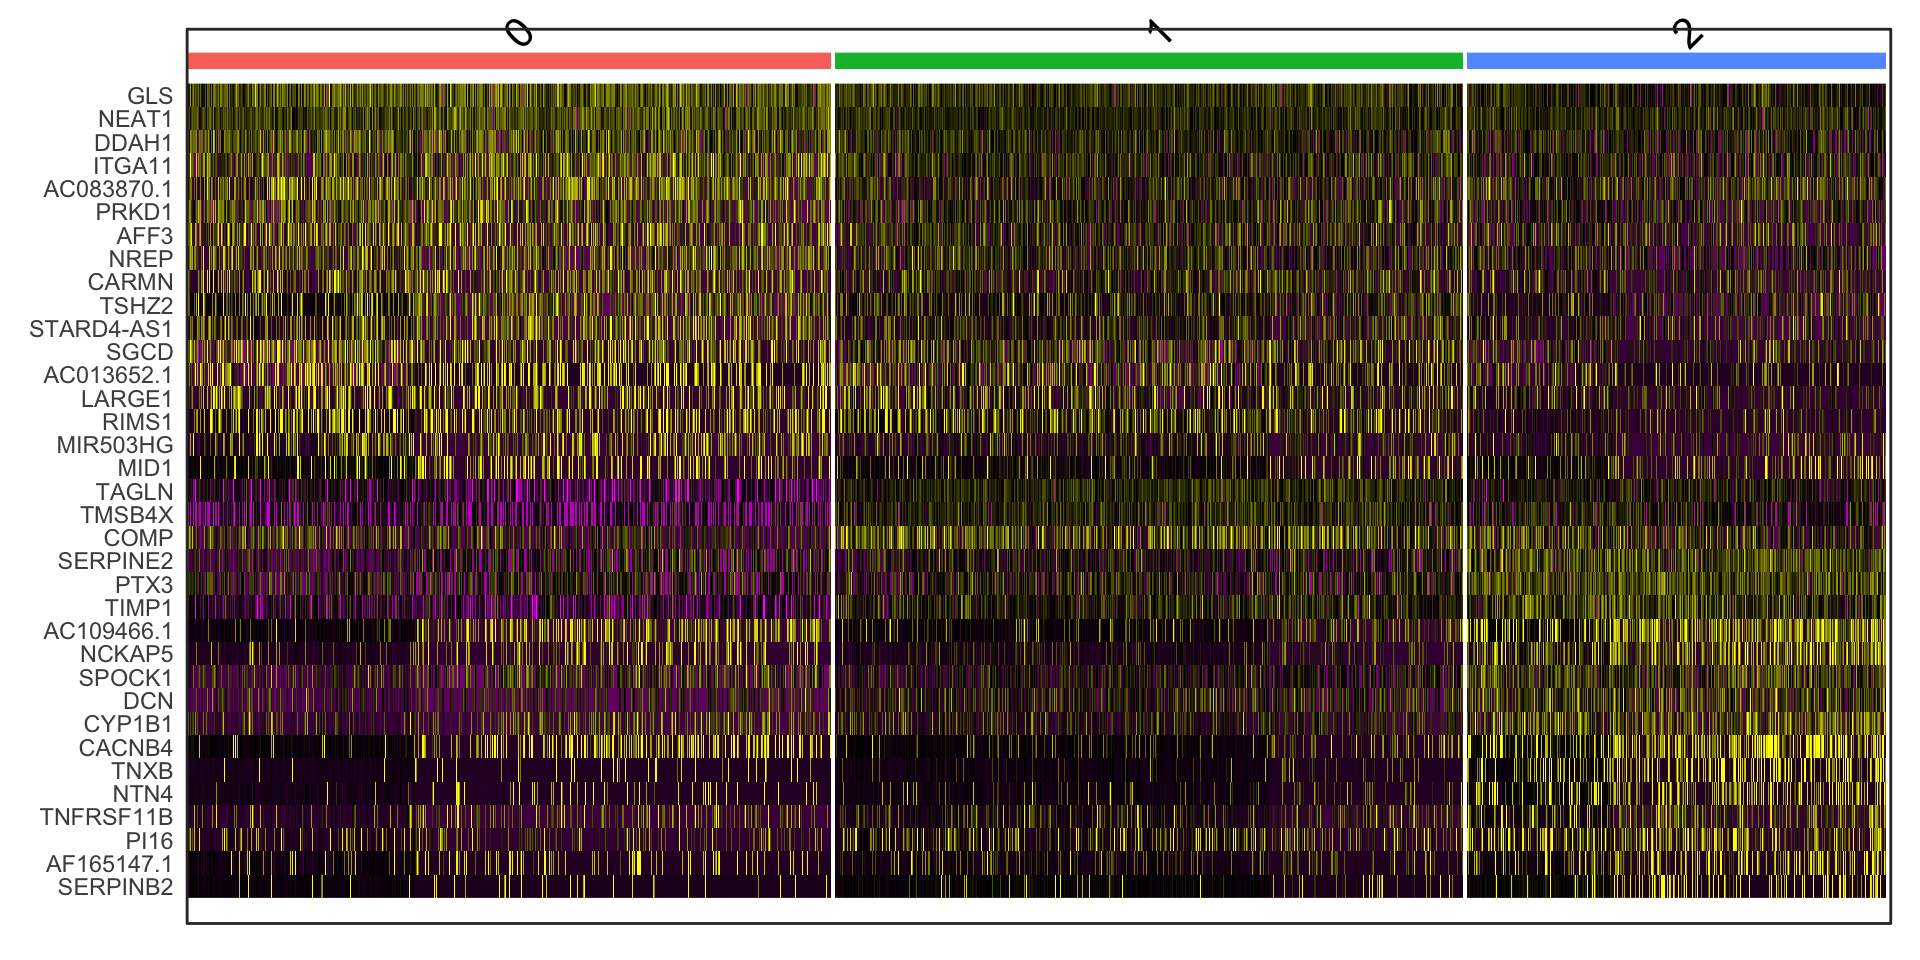 0 1 2
GLS
NEAT1
DDAH1
ITGA11
AC083870.1
PRKD1
AFF3
NREP
CARMN
TSHZ2
STARD4-AS1
SGCD
AC013652.1
LARGE1
RIMS1
MIR503HG
MID1
TAGLN
TMSB4X
COMP
SERPINE2
PTX3
TIMP1
AC109466.1
NCKAP5
SPOCK1
DCN
CYP1B1
CACNB4
TNXB
NTN4
TNFRSF11B
PI16
AF165147.1
SERPINB2